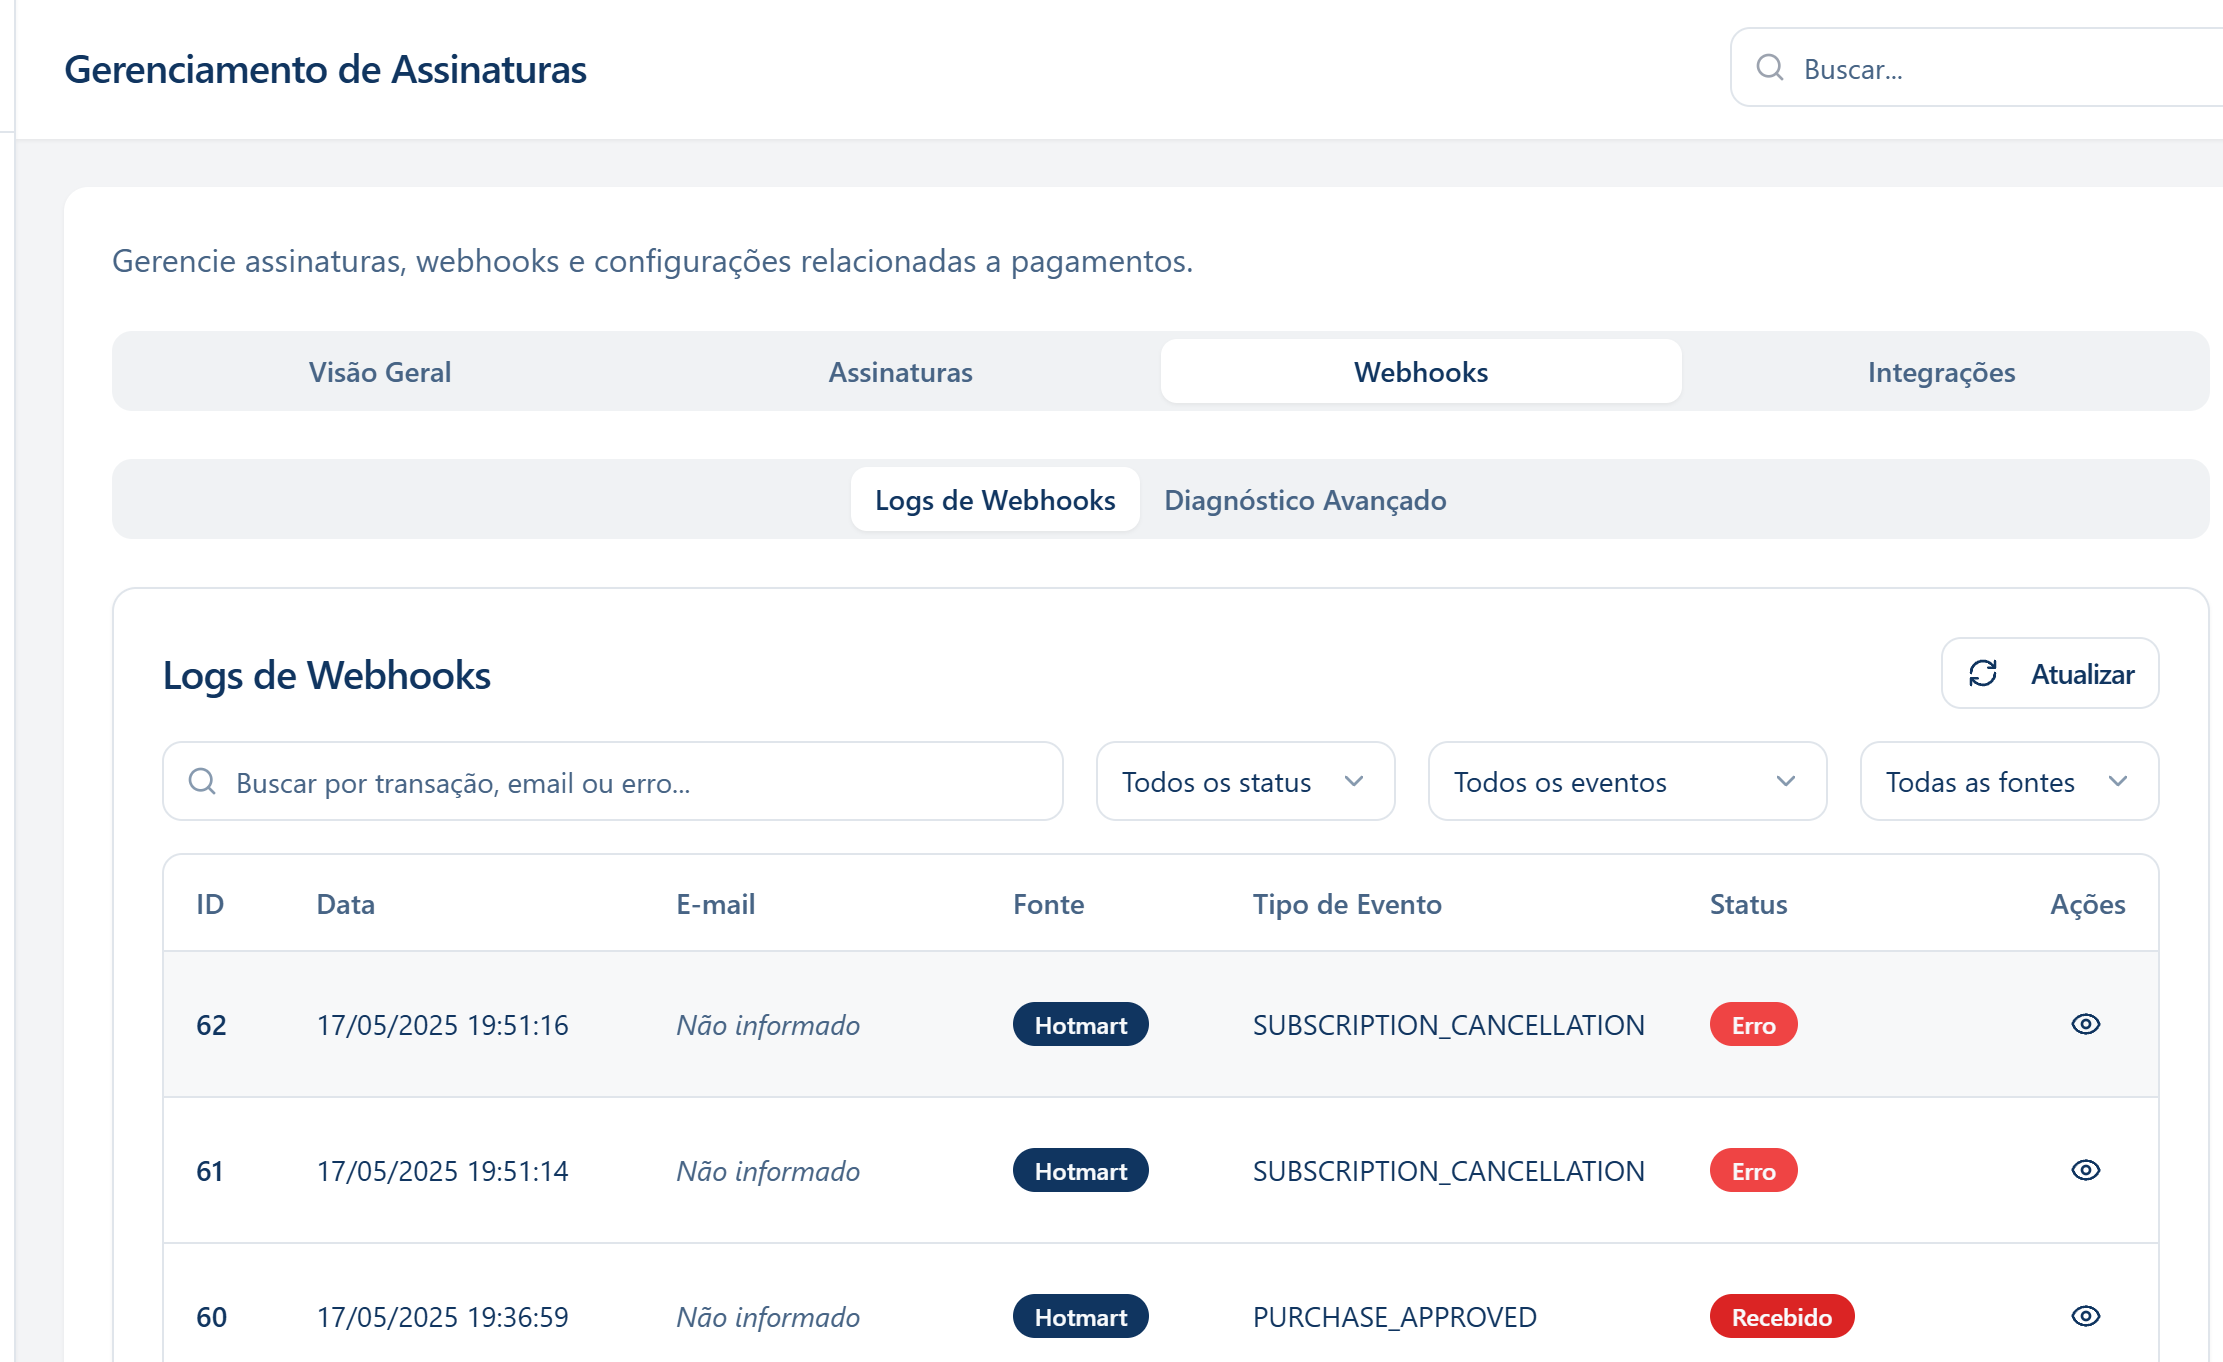 Gerenciamento de Assinaturas
Buscar...
Gerencie assinaturas, webhooks e configurações relacionadas a pagamentos.
Visão Geral Assinaturas Webhooks Integrações
Logs de Webhooks Diagnóstico Avançado
Logs de Webhooks
Atualizar
Buscar por transação, email ou erro... Todos os status Todos os eventos Todas as fontes
ID Data E-mail Fonte Tipo de Evento Status Ações
62 17/05/2025 19:51:16 Não informado Hotmart SUBSCRIPTION_CANCELLATION Erro
61 17/05/2025 19:51:14 Não informado Hotmart SUBSCRIPTION_CANCELLATION Erro
60 17/05/2025 19:36:59 Não informado Hotmart PURCHASE_APPROVED Recebido